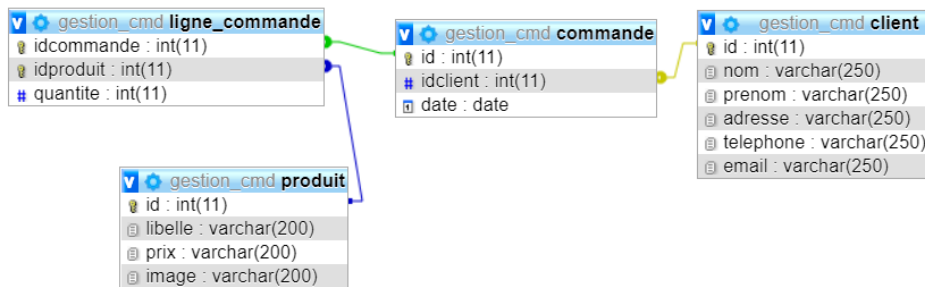 gestion_cmd ligne_commande
idcommande : int(11)
idproduit : int(11)
# quantite : int(11)
gestion_cmd commande
id : int(11)
# idclient : int(11)
date : date
gestion_cmd client
id : int(11)
nom : varchar(250)
prenom : varchar(250)
adresse : varchar(250)
telephone : varchar(250)
email : varchar(250)
gestion_cmd produit
id : int(11)
libelle : varchar(200)
prix : varchar(200)
image : varchar(200)